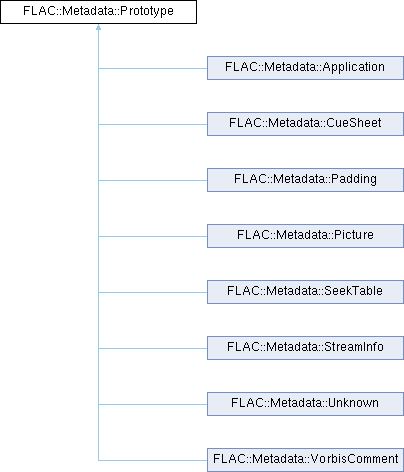 FLAC::Metadata::Prototype
FLAC::Metadata::Application
FLAC::Metadata::CueSheet
FLAC::Metadata::Padding
FLAC::Metadata::Picture
FLAC::Metadata::SeekTable
FLAC::Metadata::StreamInfo
FLAC::Metadata::Unknown
FLAC::Metadata::VorbisComment